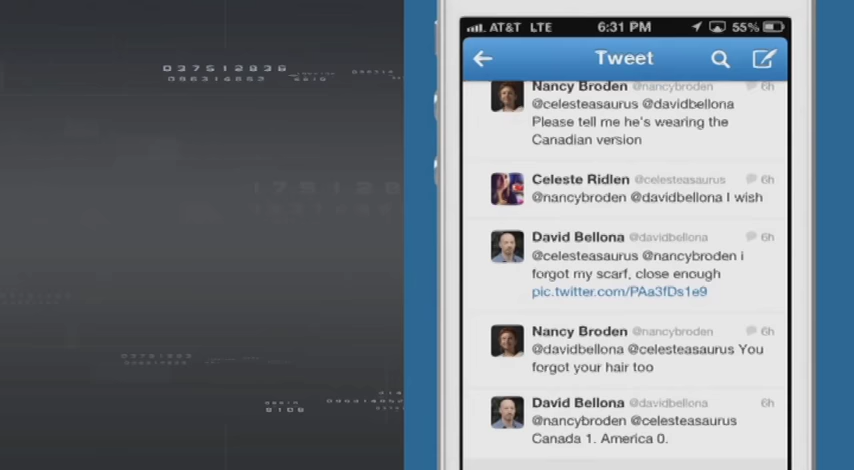 037512836
096314852
AT&T LTE 6:31 PM 55%
Tweet
Nancy Broden @nancybroden 6h
@celesteasaurus @davidbellona
Please tell me he's wearing the
Canadian version
Celeste Ridlen @celesteasaurus 6h
@nancybroden @davidbellona I wish
David Bellona @davidbellona 6h
@celesteasaurus @nancybroden i
forgot my scarf, close enough
pic.twitter.com/PAa3fDs1e9
Nancy Broden @nancybroden 6h
@davidbellona @celesteasaurus You
forgot your hair too
David Bellona @davidbellona 6h
@nancybroden @celesteasaurus
Canada 1. America 0.